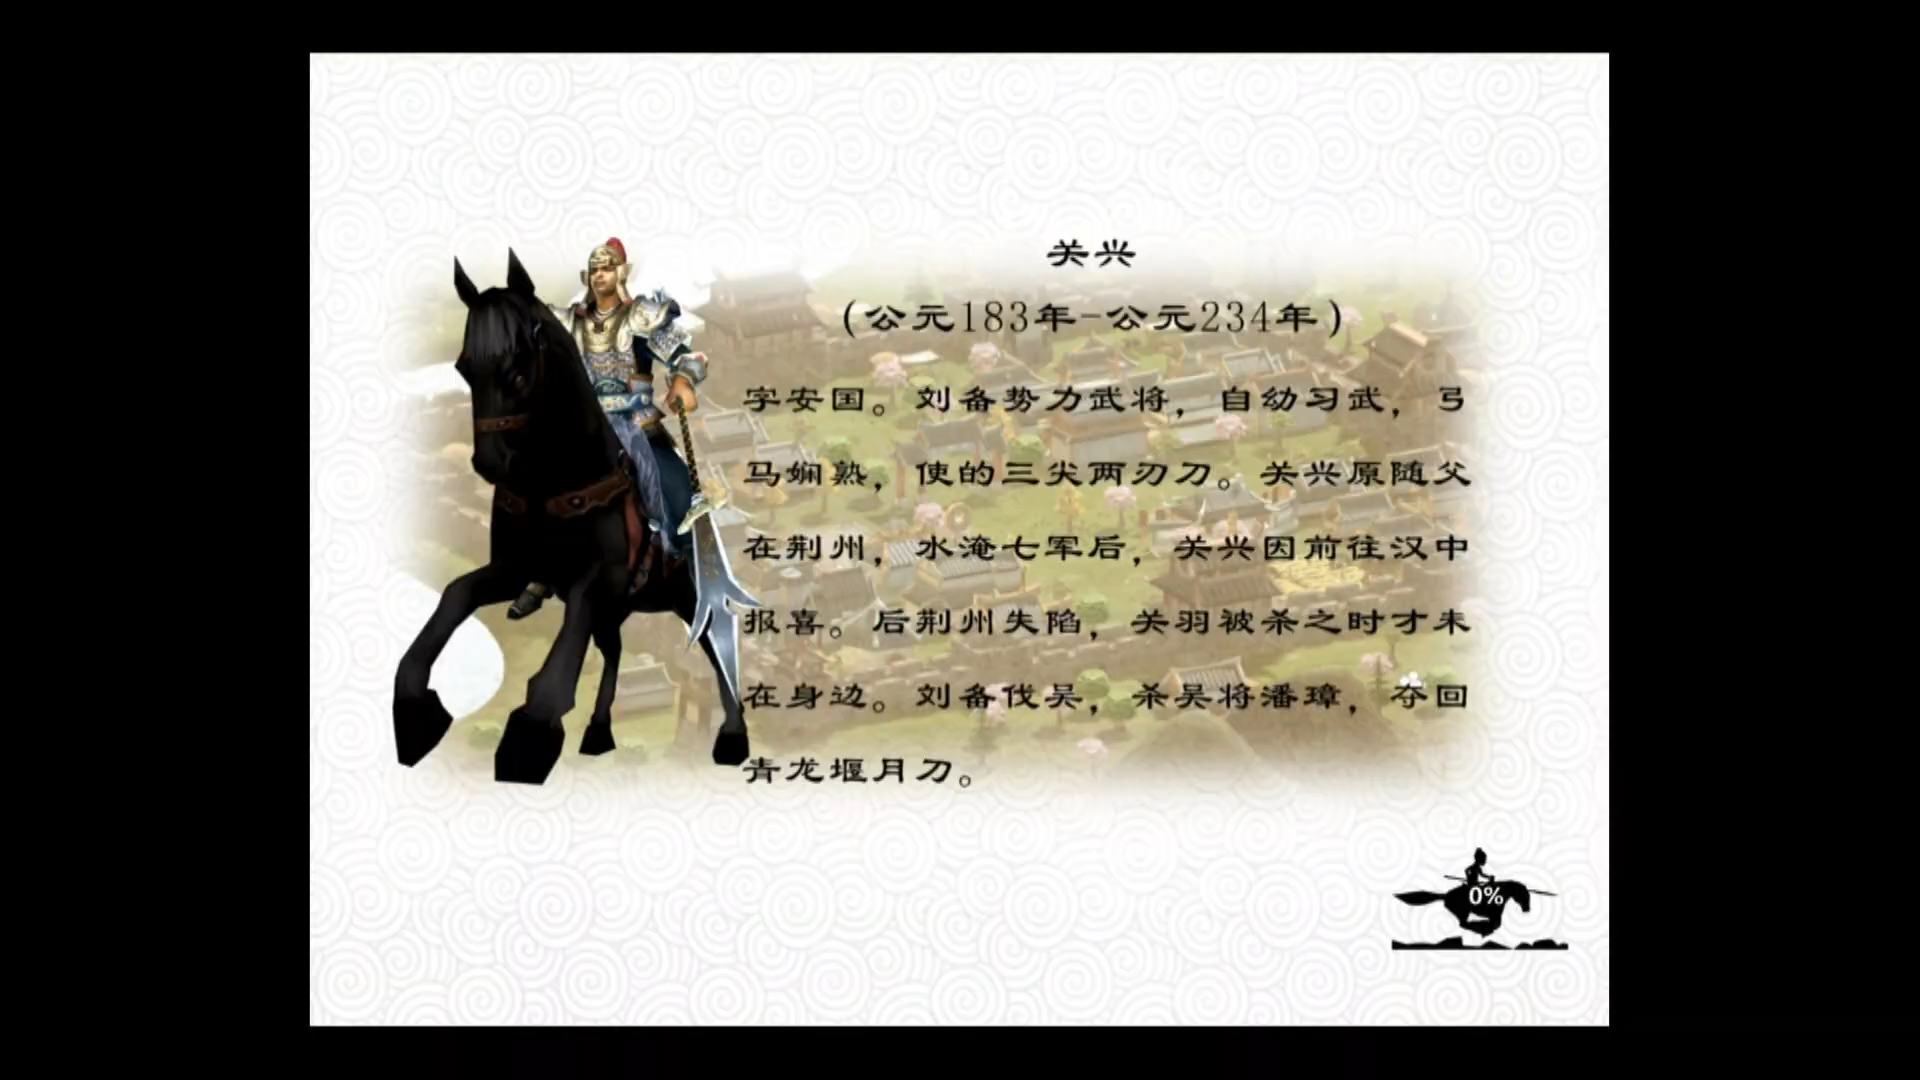 关兴
(公元183年-公元234年)
字安国。刘备势力武将，自幼习武，弓
马娴熟，使的三尖两刃刀。关兴原随父
在荆州，水淹七军后，关兴因前往汉中
报喜。后荆州失陷，关羽被杀之时才未
在身边。刘备伐吴，杀吴将潘璋，夺回
青龙堰月刀。
0%